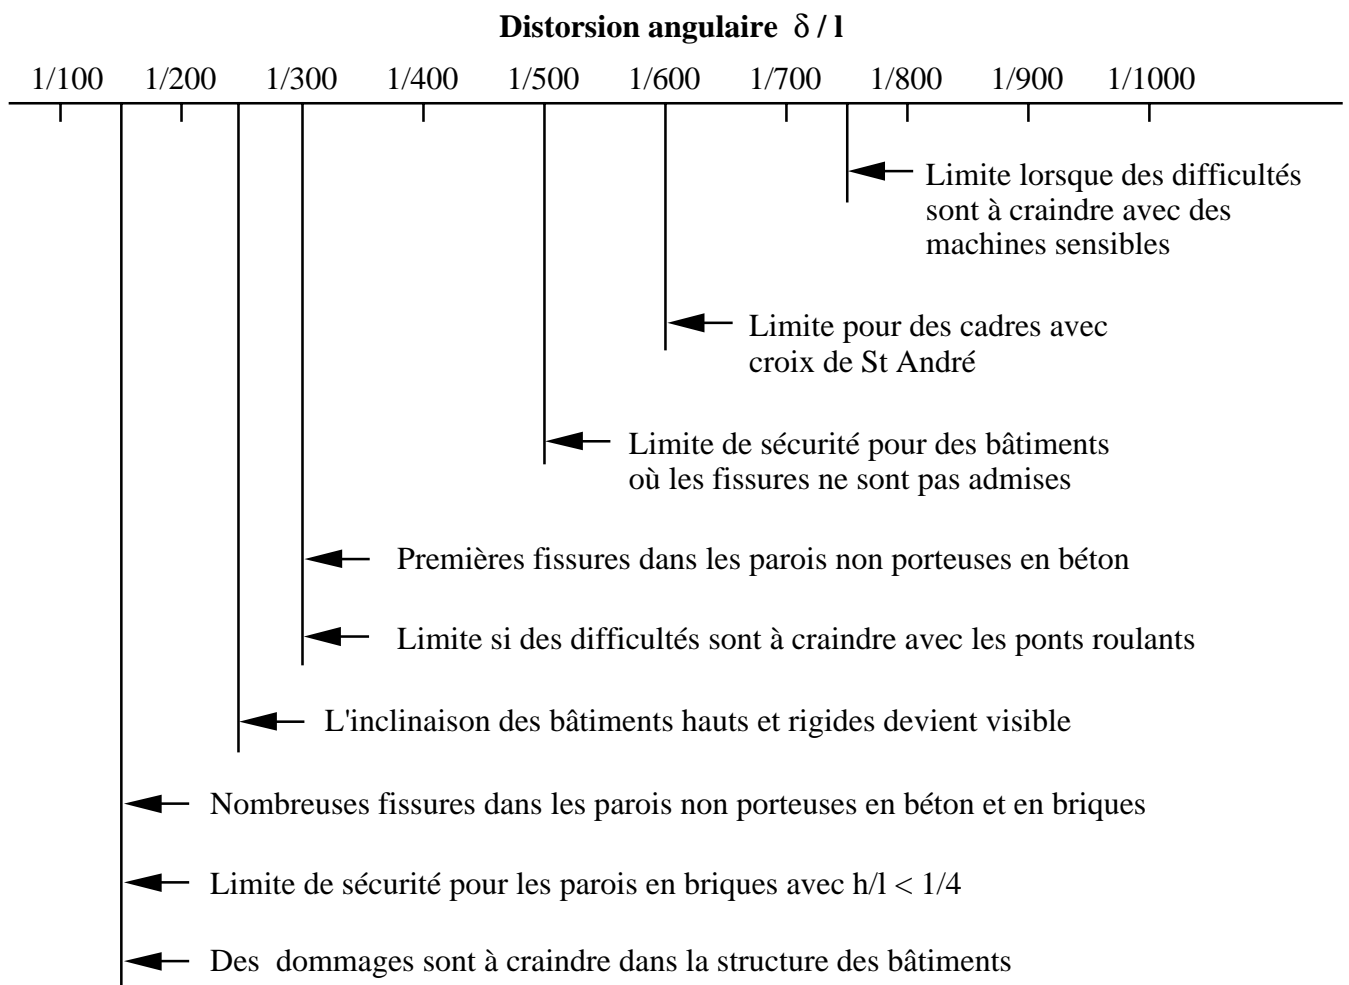 Distorsion angulaire δ / l
1/100 1/200 1/300 1/400 1/500 1/600 1/700 1/800 1/900 1/1000
Limite lorsque des difficultés
sont à craindre avec des
machines sensibles
Limite pour des cadres avec
croix de St André
Limite de sécurité pour des bâtiments
où les fissures ne sont pas admises
Premières fissures dans les parois non porteuses en béton
Limite si des difficultés sont à craindre avec les ponts roulants
L'inclinaison des bâtiments hauts et rigides devient visible
Nombreuses fissures dans les parois non porteuses en béton et en briques
Limite de sécurité pour les parois en briques avec h/l < 1/4
Des dommages sont à craindre dans la structure des bâtiments